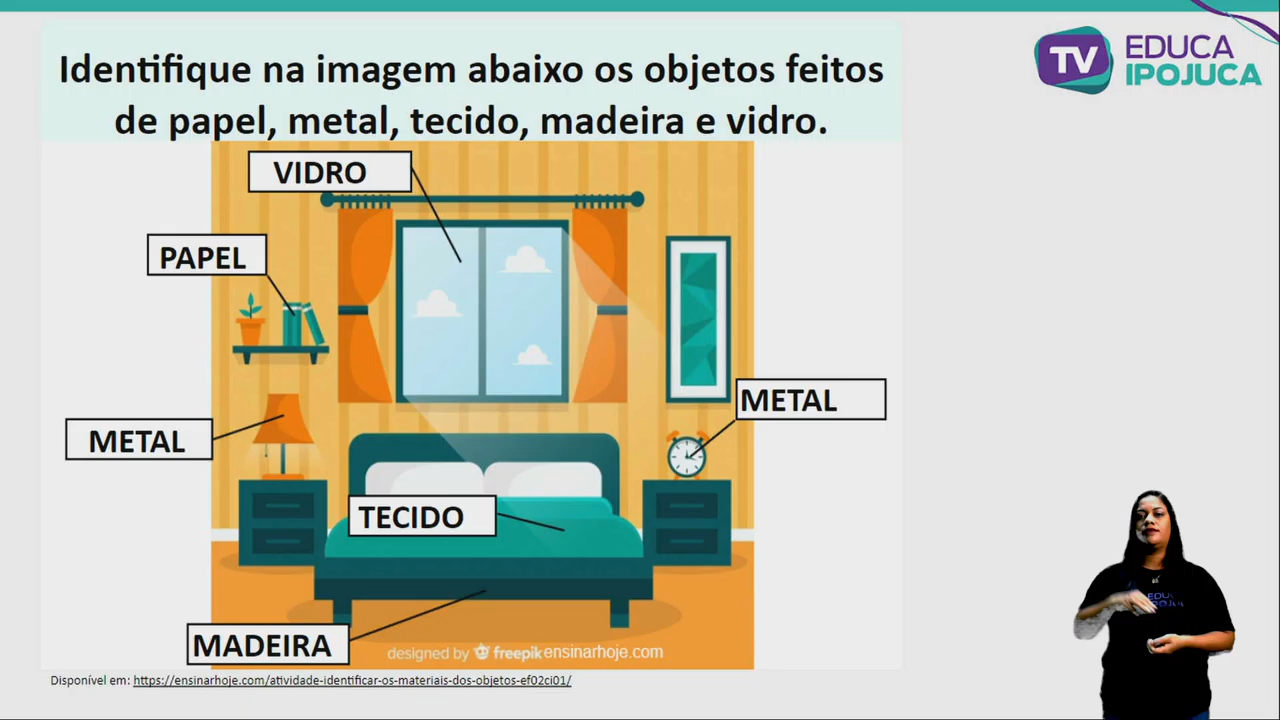 Identifique na imagem abaixo os objetos feitos
de papel, metal, tecido, madeira e vidro.
TV EDUCA
IPOJUCA
VIDRO
PAPEL
METAL
METAL
TECIDO
MADEIRA
designed by freepik ensinarhoje.com
Disponível em: https://ensinarhoje.com/atividade-identificar-os-materiais-dos-objetos-ef02ci01/